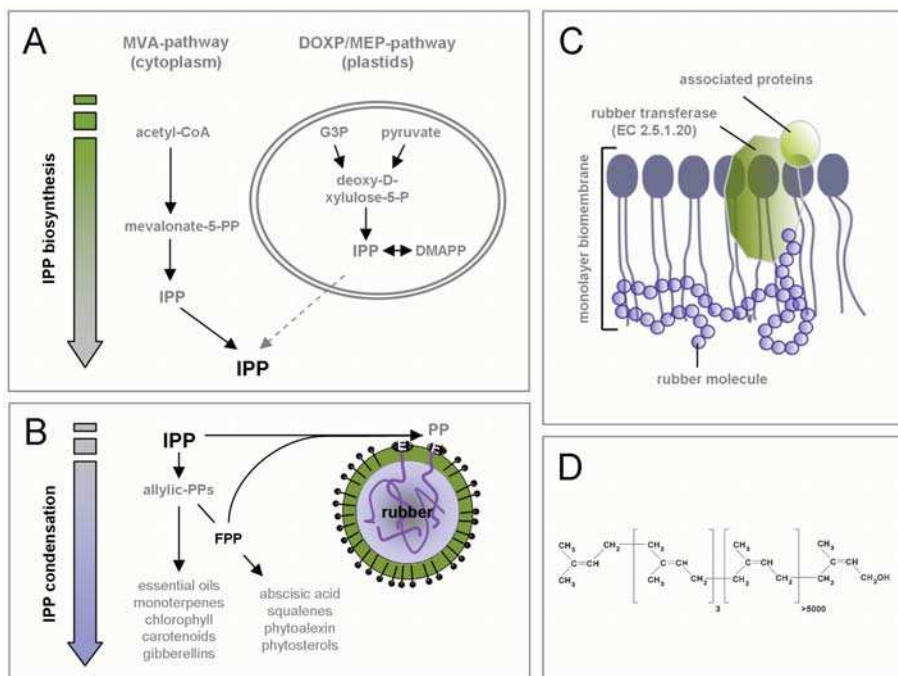 A
MVA-pathway
(cytoplasm)
DOXP/MEP-pathway
(plastids)
IPP biosynthesis
acetyl-CoA
mevalonate-5-PP
IPP
G3P
pyruvate
deoxy-D-
xylulose-5-P
IPP
DMAPP
IPP
B
IPP condensation
IPP
allylic-PPs
FPP
essential oils
monoterpenes
chlorophyll
carotenoids
gibberellins
abscisic acid
squalenes
phytoalexin
phytosterols
PP
E
E
rubber
C
associated proteins
rubber transferase
(EC 2.5.1.20)
monolayer biomembrane
rubber molecule
D
CH3
CH2
CH3
CH2
CH3
CH2
CH3
C=CH
CH3
C=CH
CH2
C=CH
CH2
C=CH
CH2OH
3
>5000